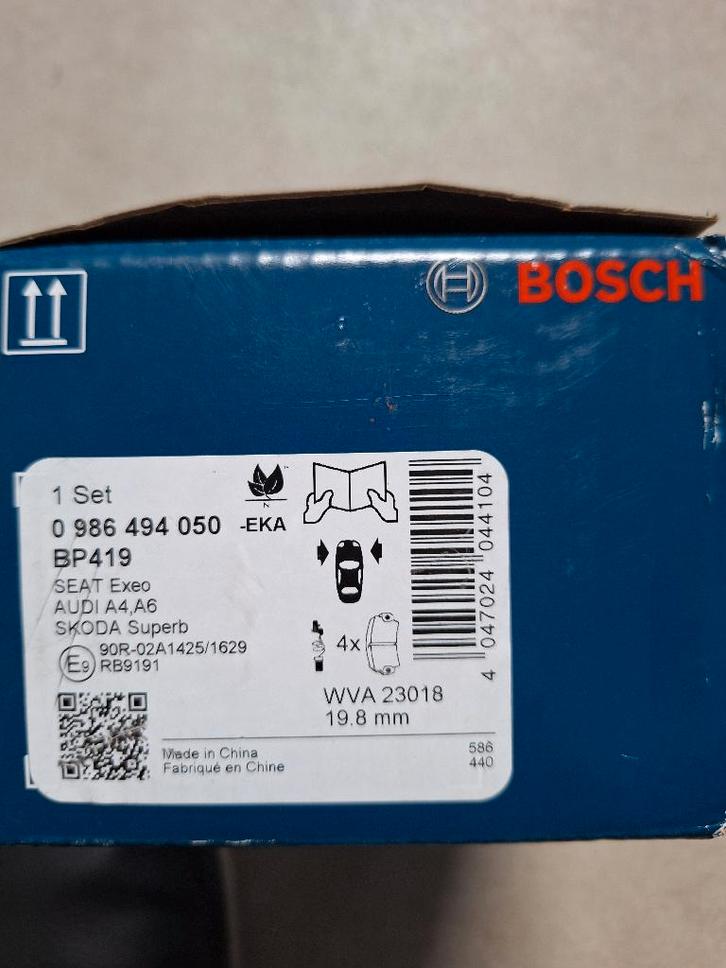 BOSCH
1 Set
0 986 494 050 -EKA
BP419
SEAT Exeo
AUDI A4,A6
SKODA Superb
E9 90R-02A1425/1629
RB9191
N
4x
WVA 23018
19.8 mm
4 047024 044104
Made in China
Fabriqué en Chine
586
440